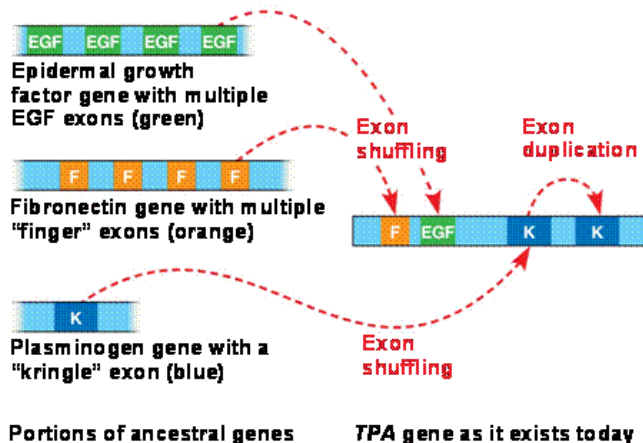 EGF EGF EGF EGF
Epidermal growth
factor gene with multiple
EGF exons (green)
Exon
shuffling
Exon
duplication
F F F F
Fibronectin gene with multiple
“finger” exons (orange)
F EGF K K
K
Plasminogen gene with a
“kringle” exon (blue)
Exon
shuffling
Portions of ancestral genes
TPA gene as it exists today